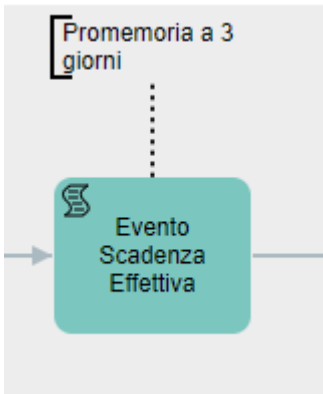 Promemoria a 3
giorni
Evento
Scadenza
Effettiva